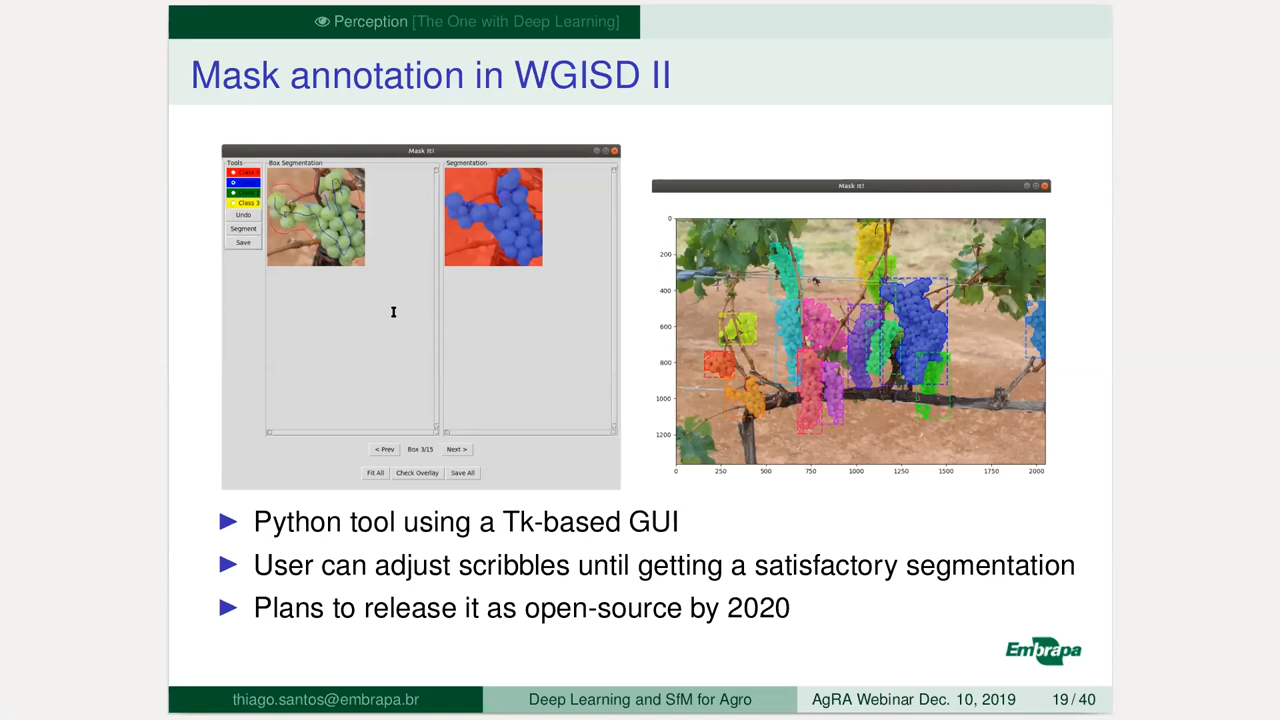 Perception [The One with Deep Learning]
Mask annotation in WGISD II
Mask It!
Tools
Box Segmentation
Segmentation
Class 3
Undo
Segment
Save
< Prev
Box 3/15
Next >
Fit All
Check Overlay
Save All
Mask It!
0
200
400
600
800
1000
1200
0
250
500
750
1000
1250
1500
1750
2000
Python tool using a Tk-based GUI
User can adjust scribbles until getting a satisfactory segmentation
Plans to release it as open-source by 2020
Embrapa
thiago.santos@embrapa.br
Deep Learning and SfM for Agro
AgRA Webinar Dec. 10, 2019
19/40